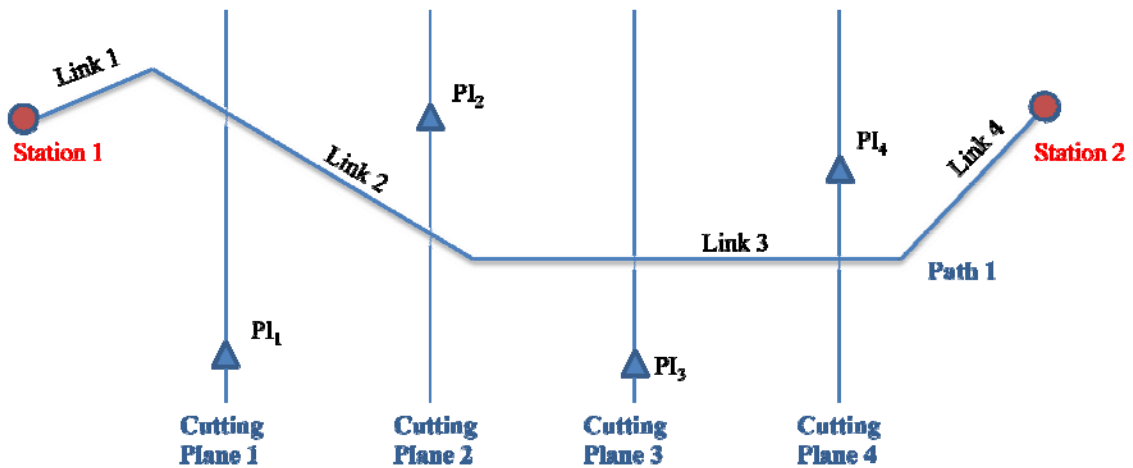 Link 1
Station 1
PI₁
Cutting
Plane 1
Link 2
PI₂
Cutting
Plane 2
PI₃
Cutting
Plane 3
Link 3
PI₄
Cutting
Plane 4
Link 4
Station 2
Path 1